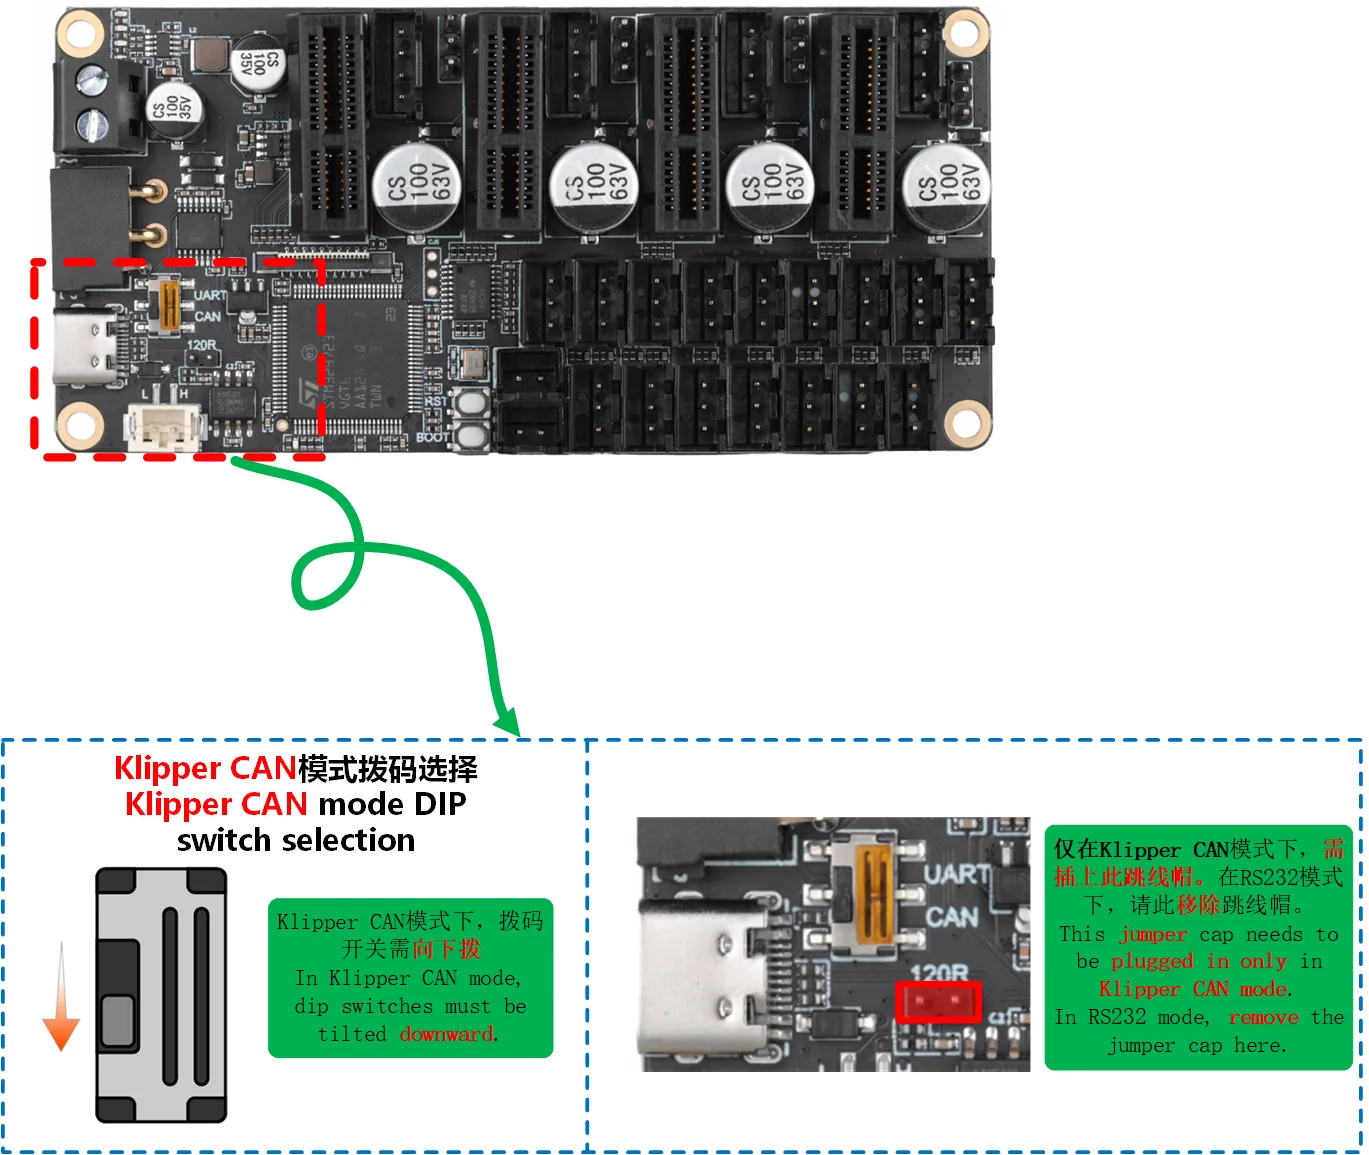 CS
100
35V
CS
100
35V
CS
100
63V
CS
100
63V
CS
100
63V
CS
100
63V
UART
CAN
120R
L H
STM32H723
VGT6
RST
BOOT
Klipper CAN模式拨码选择
Klipper CAN mode DIP
switch selection
Klipper CAN模式下，拨码
开关需向下拨
In Klipper CAN mode,
dip switches must be
tilted downward.
UART
CAN
120R
仅在Klipper CAN模式下，需
插上此跳线帽。在RS232模式
下，请此移除跳线帽。
This jumper cap needs to
be plugged in only in
Klipper CAN mode.
In RS232 mode, remove the
jumper cap here.